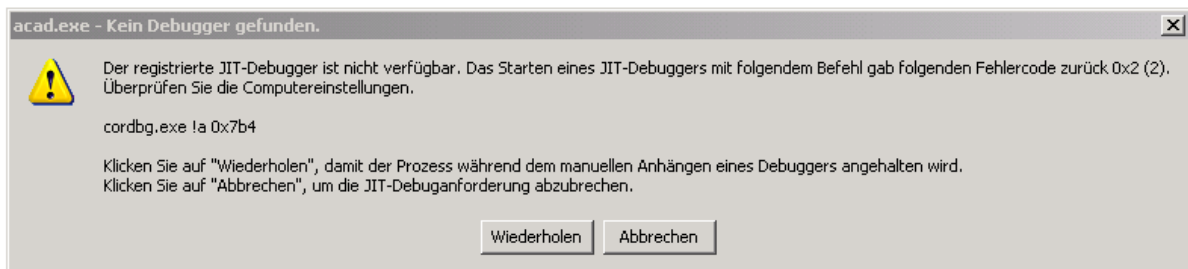 acad.exe - Kein Debugger gefunden.
Der registrierte JIT-Debugger ist nicht verfügbar. Das Starten eines JIT-Debuggers mit folgendem Befehl gab folgenden Fehlercode zurück 0x2 (2).
Überprüfen Sie die Computereinstellungen.
cordbg.exe !a 0x7b4
Klicken Sie auf "Wiederholen", damit der Prozess während dem manuellen Anhängen eines Debuggers angehalten wird.
Klicken Sie auf "Abbrechen", um die JIT-Debuganforderung abzubrechen.
Wiederholen Abbrechen